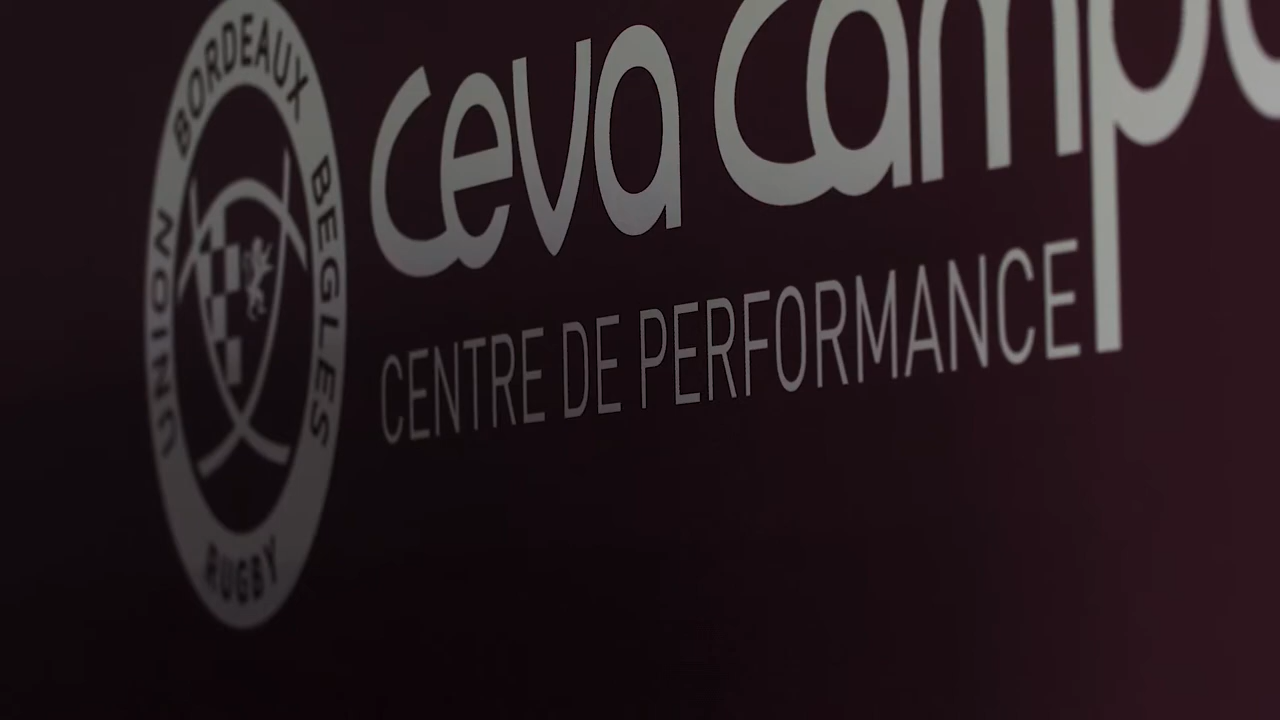 UNION BORDEAUX BEGLES
RUGBY
ceva camp
CENTRE DE PERFORMANCE